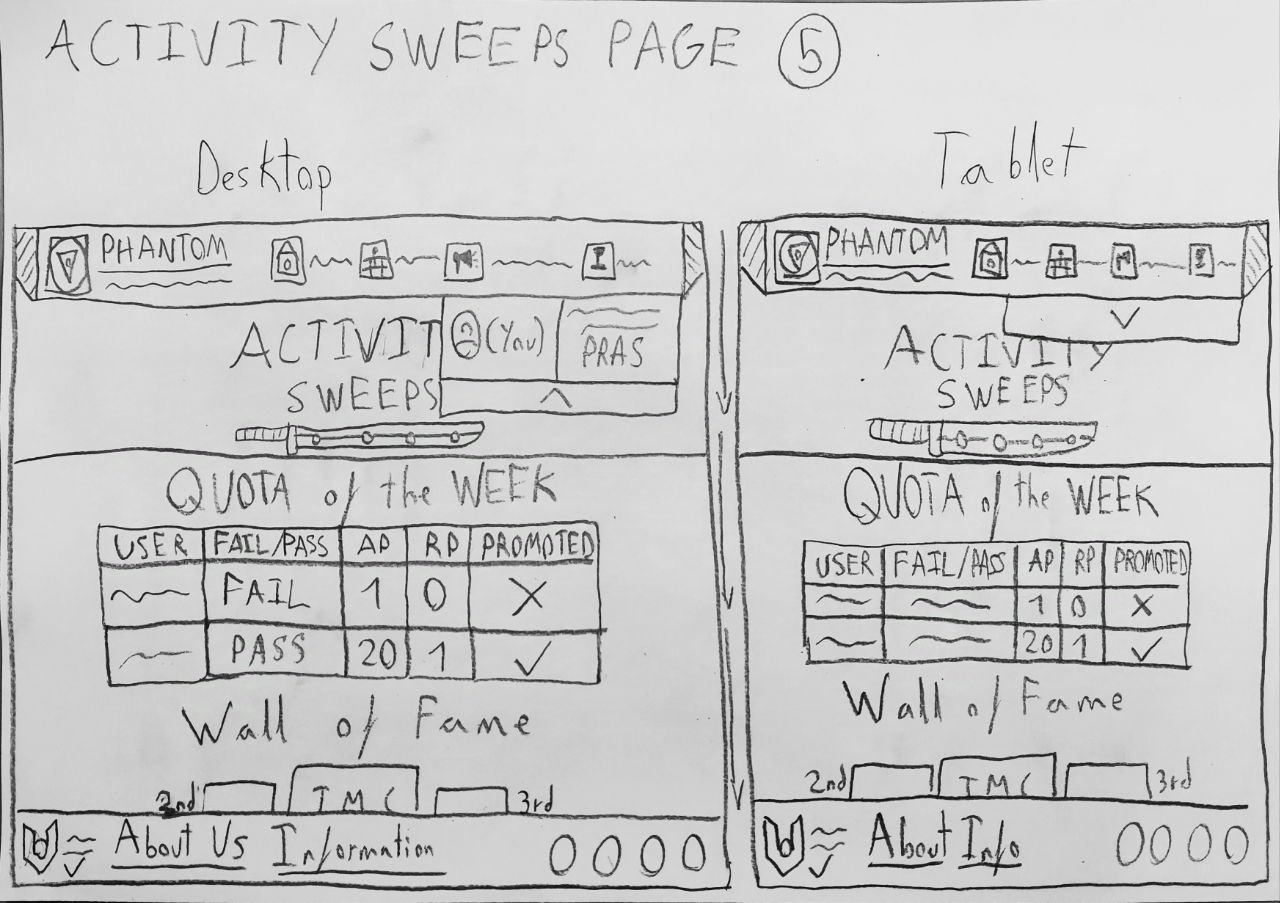 ACTIVITY SWEEPS PAGE 5
Desktop
PHANTOM
ACTIVIT
SWEEPS
(You)
PRAS
QUOTA of the WEEK
USER FAIL/PASS AP RP PROMOTED
FAIL 1 0 X
PASS 20 1 ✓
Wall of Fame
2nd TMC 3rd
About Us Information
Tablet
PHANTOM
ACTIVITY
SWEEPS
QUOTA of the WEEK
USER FAIL/PASS AP RP PROMOTED
1 0 X
20 1 ✓
Wall of Fame
2nd TMC 3rd
About Info